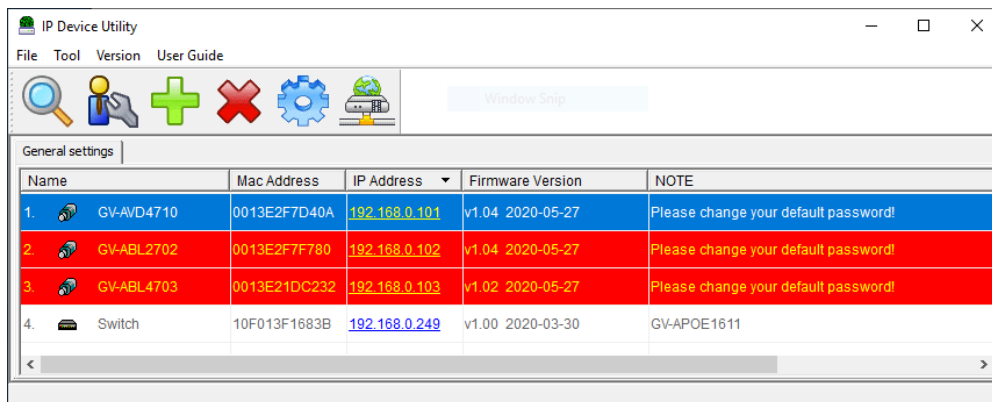 IP Device Utility
File Tool Version User Guide
Window Snip
General settings
Name Mac Address IP Address Firmware Version NOTE
1. GV-AVD4710 0013E2F7D40A 192.168.0.101 v1.04 2020-05-27 Please change your default password!
2. GV-ABL2702 0013E2F7F780 192.168.0.102 v1.04 2020-05-27 Please change your default password!
3. GV-ABL4703 0013E21DC232 192.168.0.103 v1.02 2020-05-27 Please change your default password!
4. Switch 10F013F1683B 192.168.0.249 v1.00 2020-03-30 GV-APOE1611